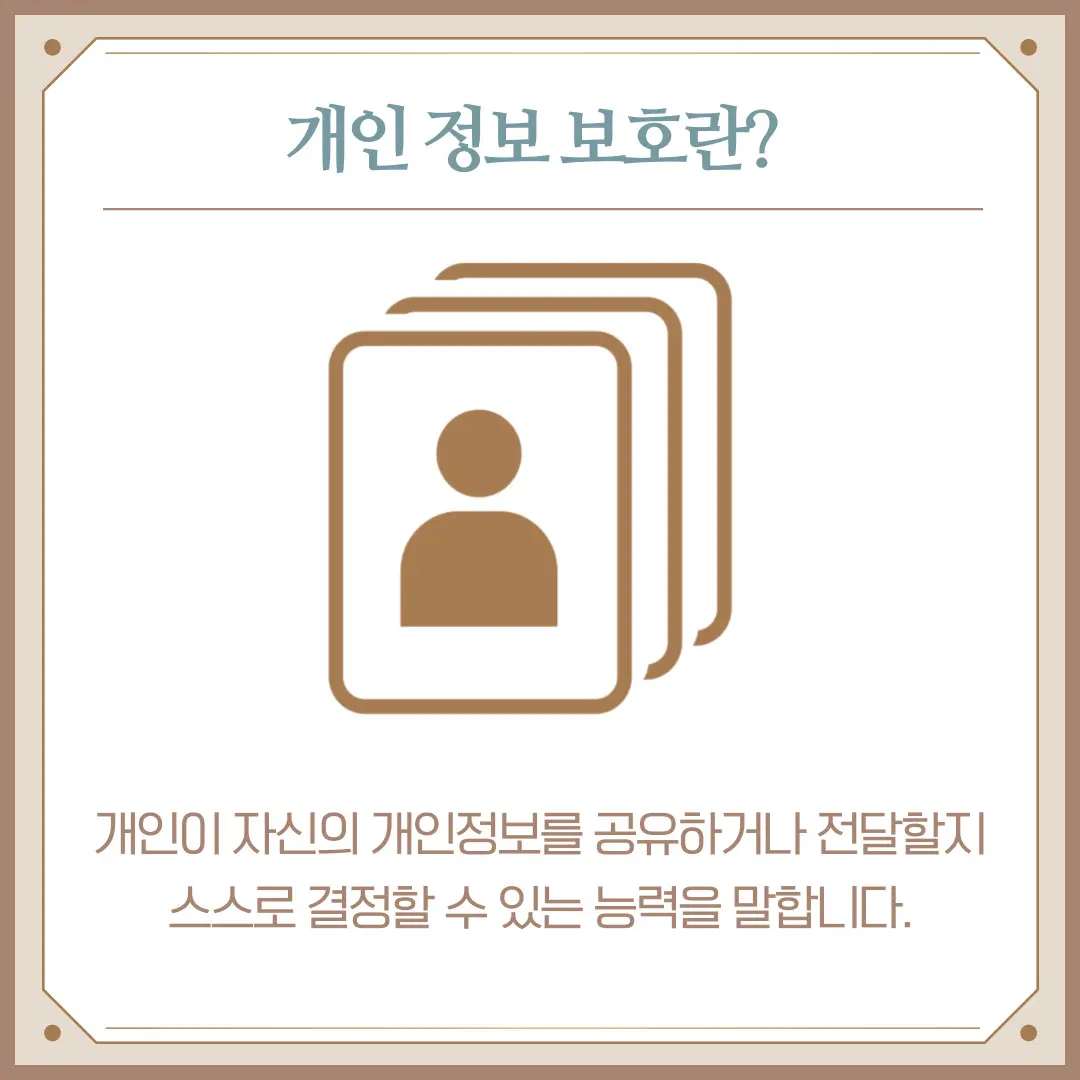 개인 정보 보호란?
개인이 자신의 개인정보를 공유하거나 전달할지
스스로 결정할 수 있는 능력을 말합니다.